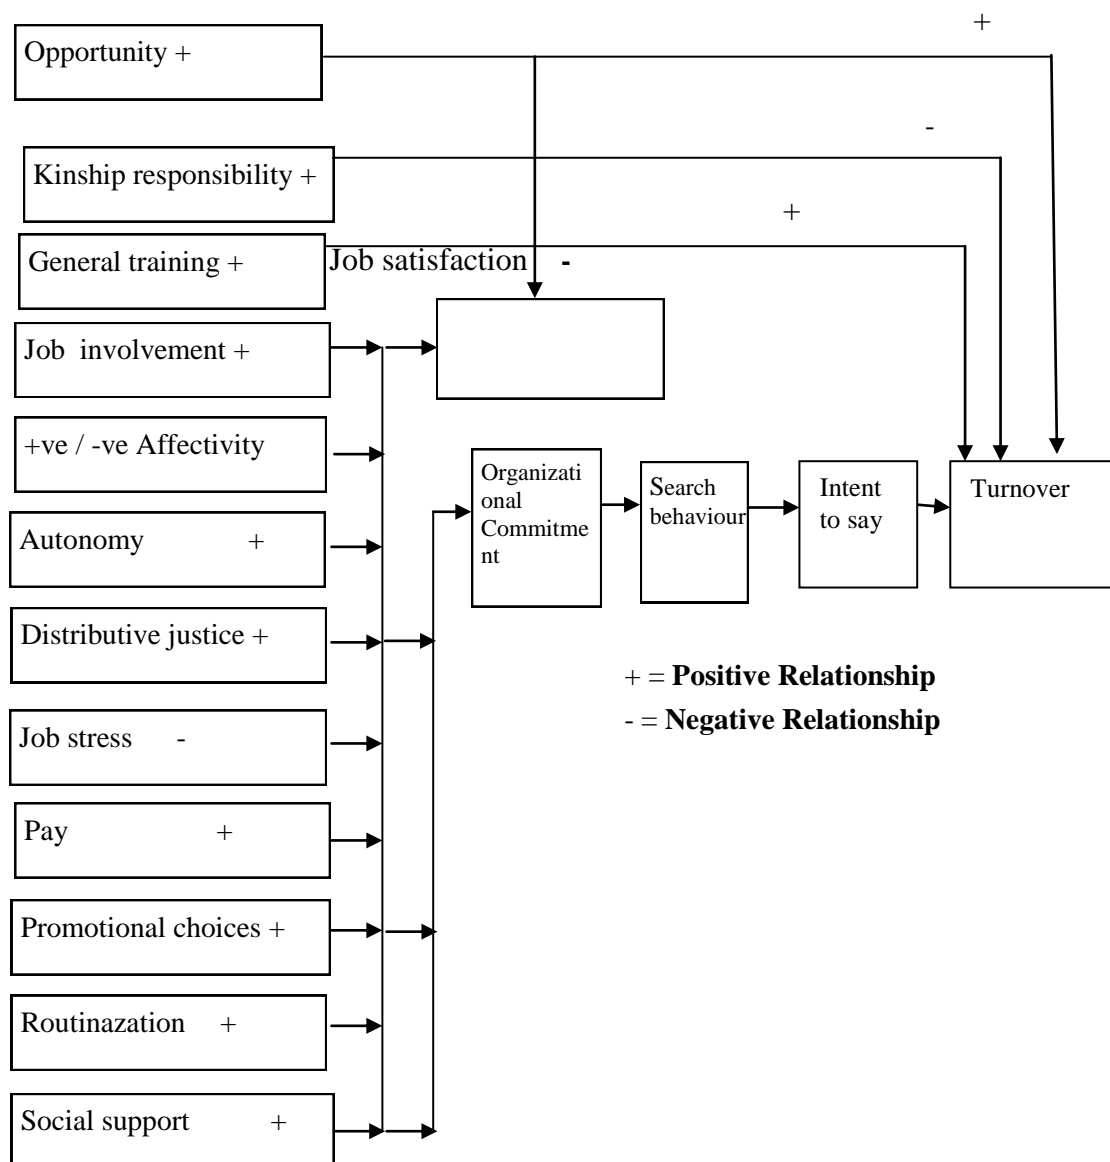 +
Opportunity +
-
Kinship responsibility +
+
General training +
Job satisfaction -
Job involvement +
+ve / -ve Affectivity
Organizati
onal
Commitme
nt
Search
behaviour
Intent
to say
Turnover
Autonomy +
Distributive justice +
+ = Positive Relationship
- = Negative Relationship
Job stress -
Pay +
Promotional choices +
Routinazation +
Social support +